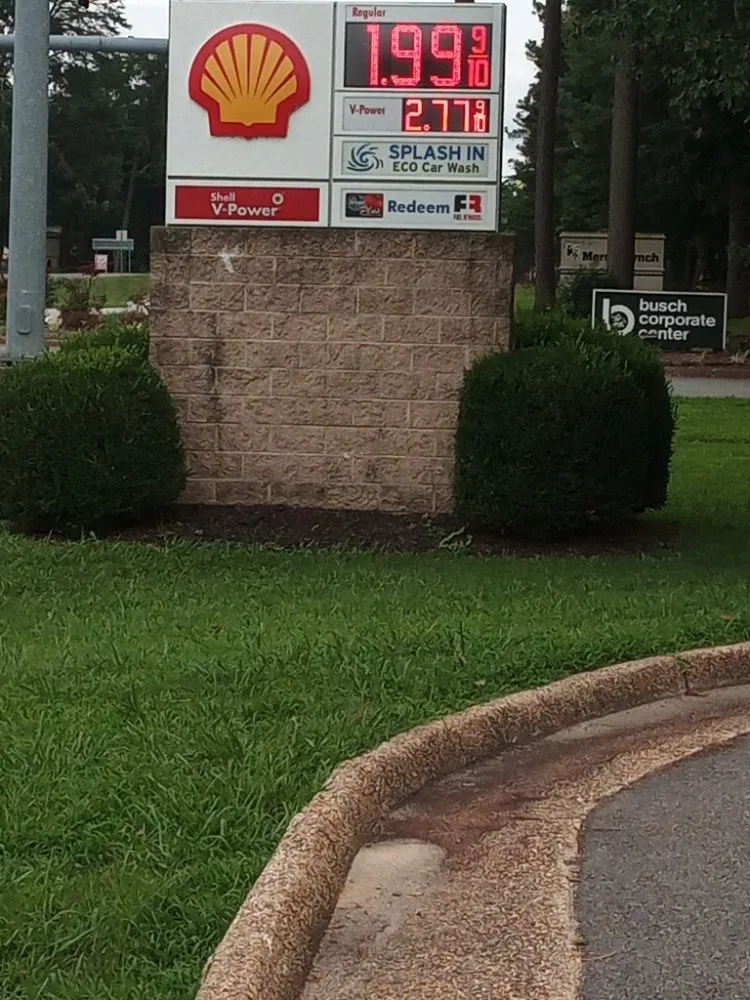 Regular
1.99 9/10
V-Power
2.77 9/10
SPLASH IN
ECO Car Wash
Shell
V-Power
Redeem FR
busch
corporate
center